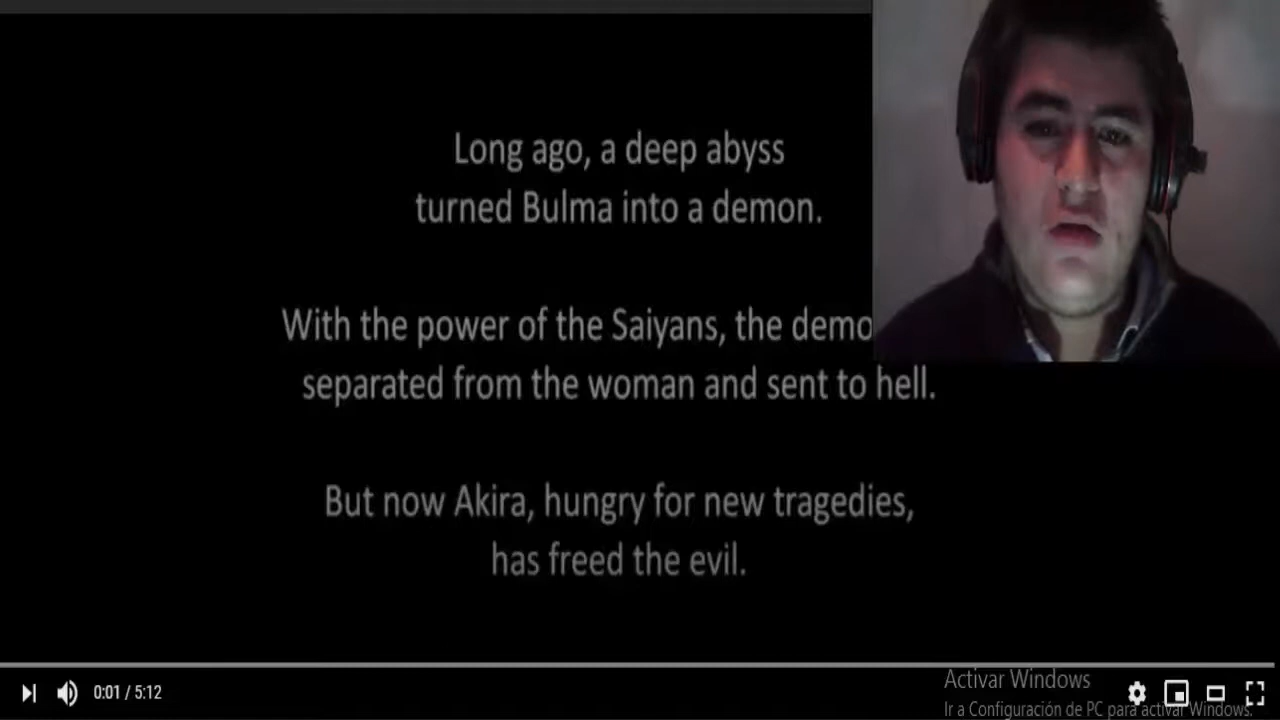 Long ago, a deep abyss
turned Bulma into a demon.
With the power of the Saiyans, the
separated from the woman and sent to hell.
But now Akira, hungry for new tragedies,
has freed the evil.
0:01 / 5:12
Activar Windows
Ir a Configuración de PC para activar Windows.